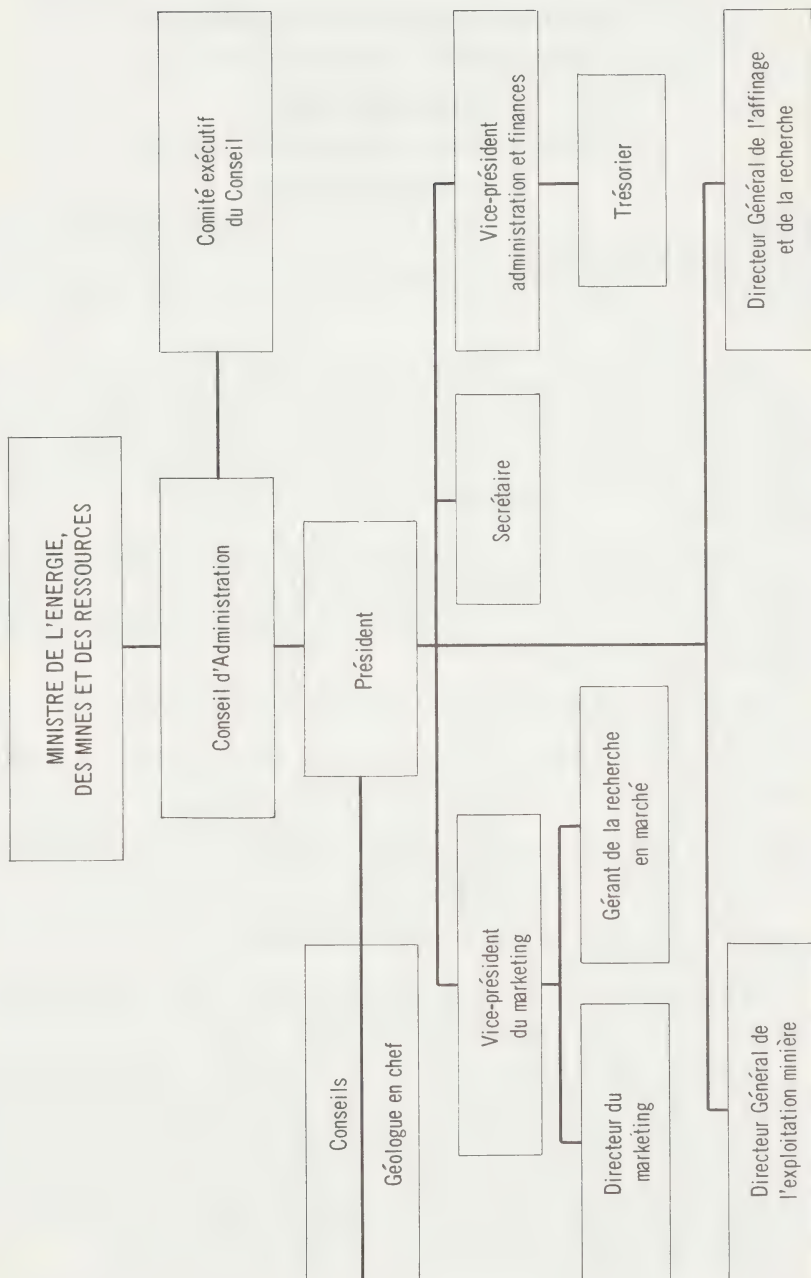 MINISTRE DE L'ENERGIE,
DES MINES ET DES RESSOURCES
Conseil d'Administration
Comité exécutif
du Conseil
Président
Conseils
Géologue en chef
Vice-président
du marketing
Secrétaire
Vice-président
administration et finances
Directeur du
marketing
Gérant de la recherche
en marché
Trésorier
Directeur Général de
l'exploitation minière
Directeur Général de l'affinage
et de la recherche